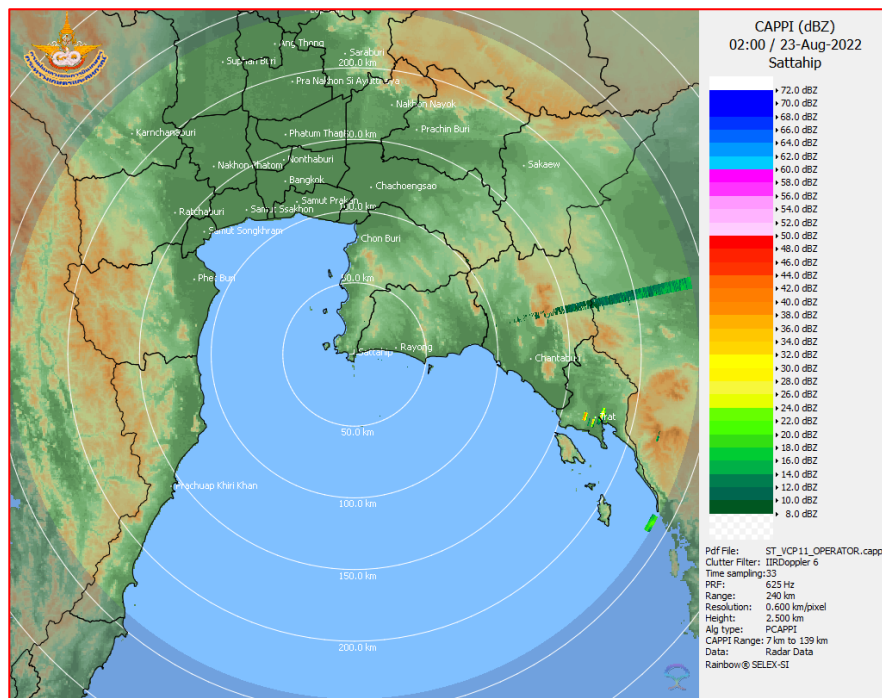 CAPPI (dBZ)
02:00 / 23-Aug-2022
Sattahip
72.0 dBZ
70.0 dBZ
68.0 dBZ
66.0 dBZ
64.0 dBZ
62.0 dBZ
60.0 dBZ
58.0 dBZ
56.0 dBZ
54.0 dBZ
52.0 dBZ
50.0 dBZ
48.0 dBZ
46.0 dBZ
44.0 dBZ
42.0 dBZ
40.0 dBZ
38.0 dBZ
36.0 dBZ
34.0 dBZ
32.0 dBZ
30.0 dBZ
28.0 dBZ
26.0 dBZ
24.0 dBZ
22.0 dBZ
20.0 dBZ
18.0 dBZ
16.0 dBZ
14.0 dBZ
12.0 dBZ
10.0 dBZ
8.0 dBZ
Pdf File: ST_VCP11_OPERATOR.capp
Clutter Filter: IIRDoppler 6
Time sampling:33
PRF: 625 Hz
Range: 240 km
Resolution: 0.600 km/pixel
Height: 2.500 km
Alg type: PCAPPI
CAPPI Range: 7 km to 139 km
Data: Radar Data
Rainbow® SELEX-SI
Ang Thong
Saraburi
Suphan Buri
200.0 km
Pra Nakhon Si Ayutthaya
Nakhon Nayok
Karnchanaburi
Phatum Thani
Prachin Buri
Nonthaburi
Nakhon Phatom
Sakaew
Bangkok
Chachoengsao
Samut Prakan
Ratchaburi
Samut Ssakhon
Samut Songkhram
Chon Buri
Phet Buri
Rayong
Sattahip
Chantaburi
Trat
50.0 km
Prachuap Khiri Khan
100.0 km
150.0 km
200.0 km